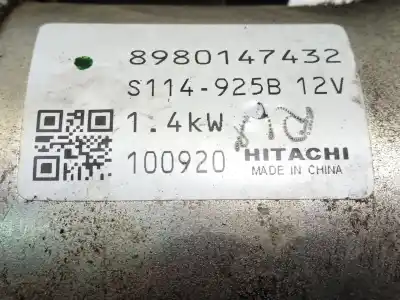 8980147432
S114-925B 12V
1.4kW
100920 HITACHI
MADE IN CHINA